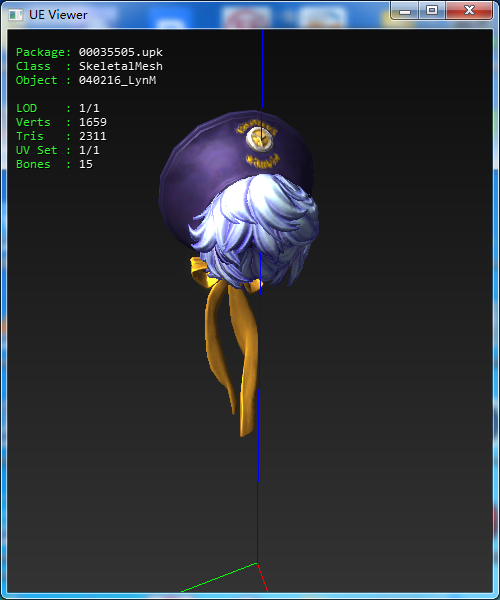 UE Viewer
Package: 00035505.upk
Class : SkeletalMesh
Object : 040216_LynM
LOD : 1/1
Verts : 1659
Tris : 2311
UV Set : 1/1
Bones : 15